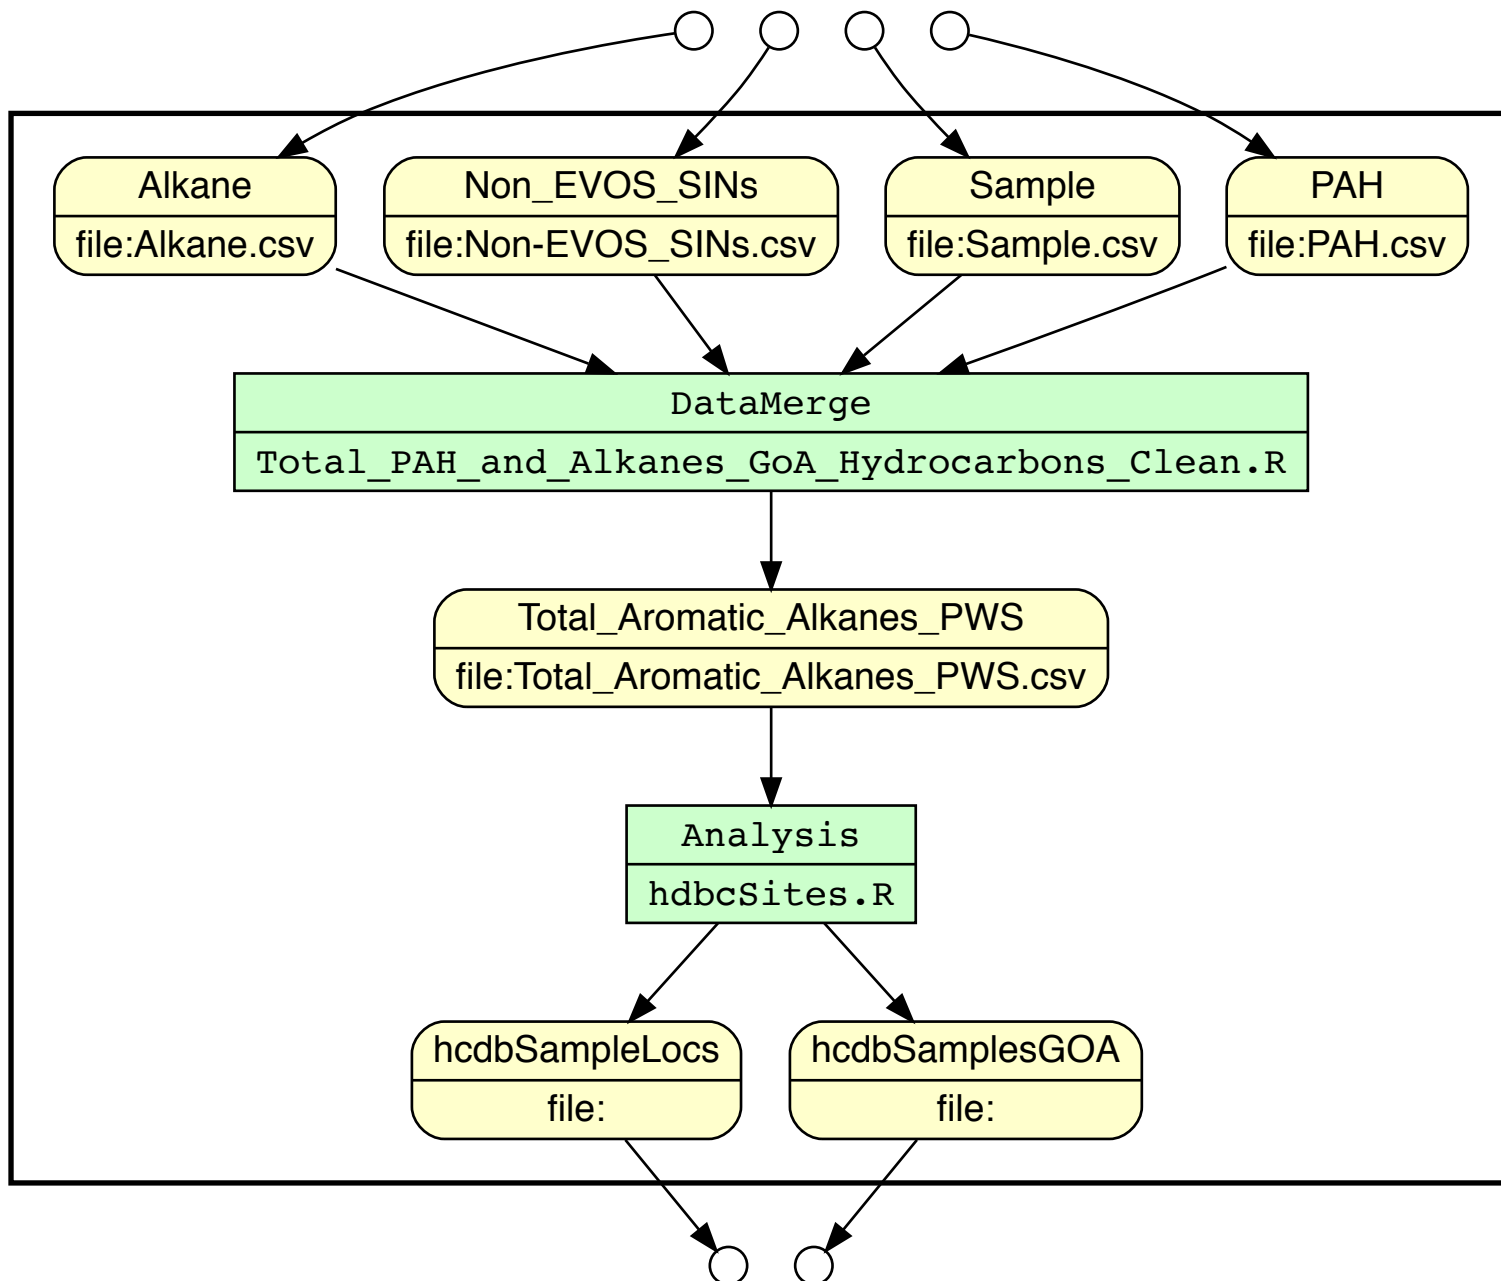 Alkane
file:Alkane.csv
Non_EVOS_SINs
file:Non-EVOS_SINs.csv
Sample
file:Sample.csv
PAH
file:PAH.csv
DataMerge
Total_PAH_and_Alkanes_GoA_Hydrocarbons_Clean.R
Total_Aromatic_Alkanes_PWS
file:Total_Aromatic_Alkanes_PWS.csv
Analysis
hdbcSites.R
hcdbSampleLocs
file:
hcdbSamplesGOA
file: